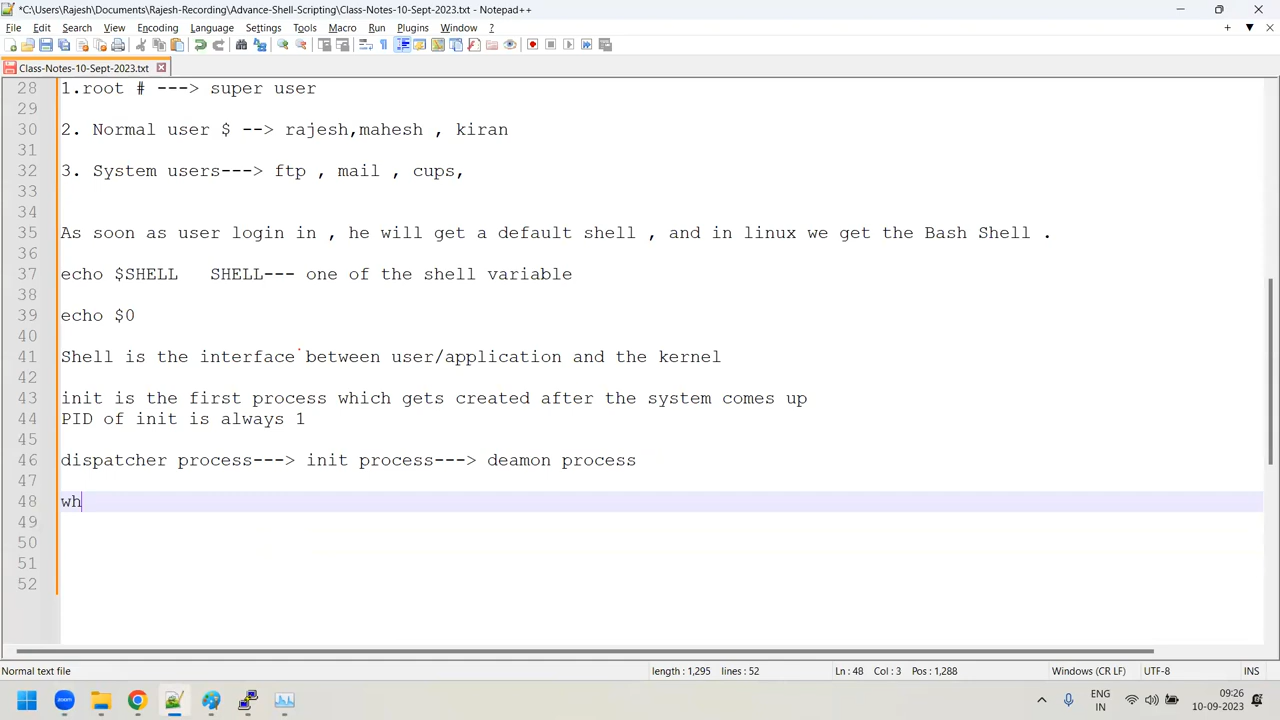 *C:\Users\Rajesh\Documents\Rajesh-Recording\Advance-Shell-Scripting\Class-Notes-10-Sept-2023.txt - Notepad++
File Edit Search View Encoding Language Settings Tools Macro Run Plugins Window ?
Class-Notes-10-Sept-2023.txt
28 1.root # ---> super user
29
30 2. Normal user $ --> rajesh,mahesh , kiran
31
32 3. System users---> ftp , mail , cups,
33
34
35 As soon as user login in , he will get a default shell , and in linux we get the Bash Shell .
36
37 echo $SHELL   SHELL--- one of the shell variable
38
39 echo $0
40
41 Shell is the interface between user/application and the kernel
42
43 init is the first process which gets created after the system comes up
44 PID of init is always 1
45
46 dispatcher process---> init process---> deamon process
47
48 wh
49
50
51
52
Normal text file length : 1,295 lines : 52 Ln : 48 Col : 3 Pos : 1,288 Windows (CR LF) UTF-8 INS
zoom
ENG
IN
09:26
10-09-2023